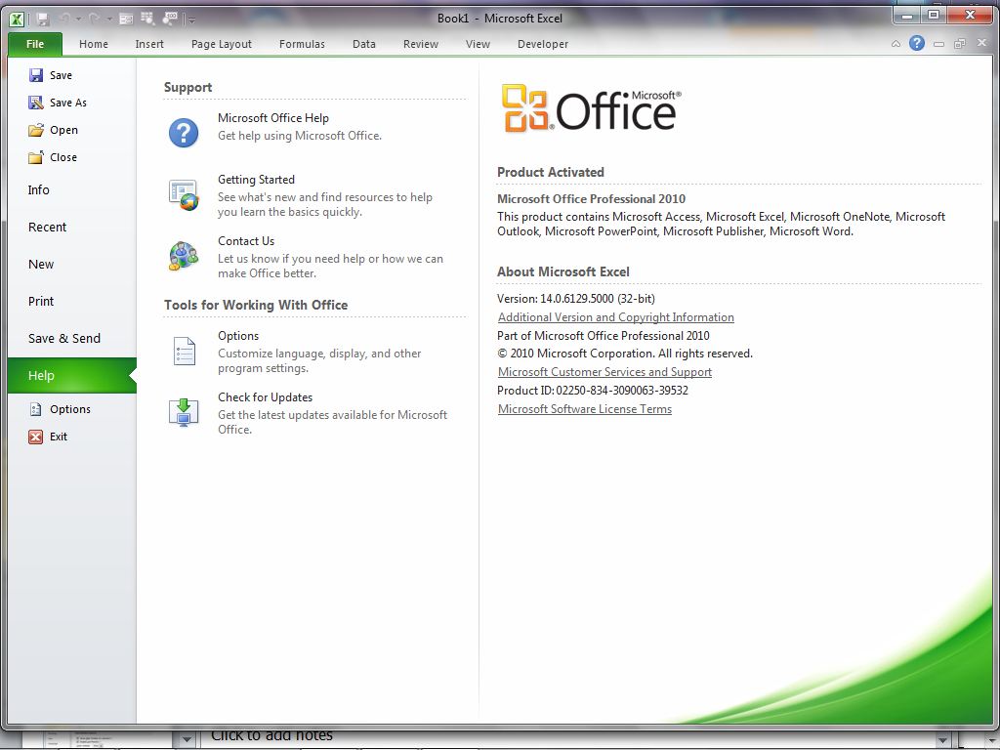 Book1 - Microsoft Excel
File Home Insert Page Layout Formulas Data Review View Developer
Save
Save As
Open
Close
Info
Recent
New
Print
Save & Send
Help
Options
Exit
Support
Microsoft Office Help
Get help using Microsoft Office.
Getting Started
See what's new and find resources to help
you learn the basics quickly.
Contact Us
Let us know if you need help or how we can
make Office better.
Tools for Working With Office
Options
Customize language, display, and other
program settings.
Check for Updates
Get the latest updates available for Microsoft
Office.
Microsoft®
Office
Product Activated
Microsoft Office Professional 2010
This product contains Microsoft Access, Microsoft Excel, Microsoft OneNote, Microsoft
Outlook, Microsoft PowerPoint, Microsoft Publisher, Microsoft Word.
About Microsoft Excel
Version: 14.0.6129.5000 (32-bit)
Additional Version and Copyright Information
Part of Microsoft Office Professional 2010
© 2010 Microsoft Corporation. All rights reserved.
Microsoft Customer Services and Support
Product ID: 02250-834-3090063-39532
Microsoft Software License Terms
Click to add notes